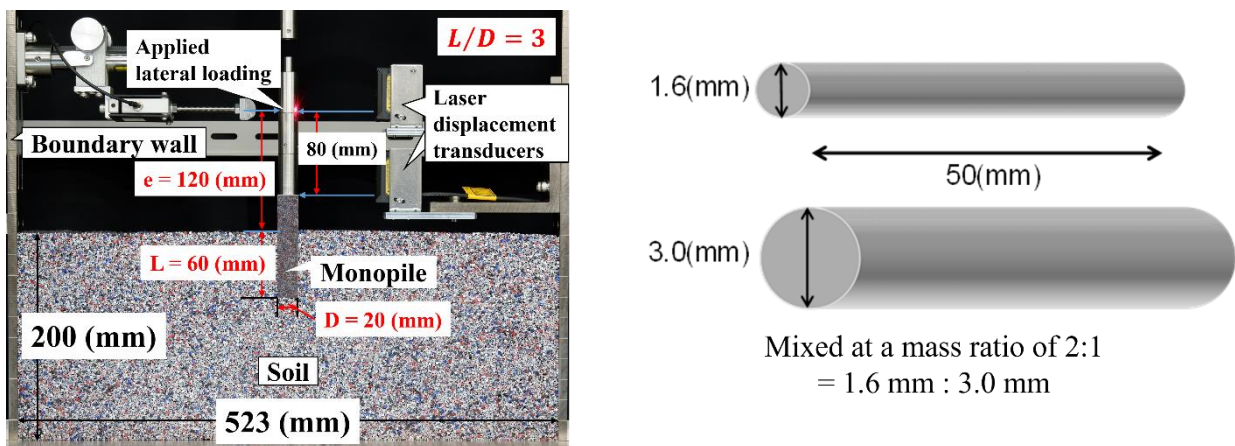 L/D = 3
Applied
lateral loading
Laser
displacement
transducers
Boundary wall
80 (mm)
e = 120 (mm)
L = 60 (mm)
Monopile
D = 20 (mm)
200 (mm)
Soil
523 (mm)
1.6(mm)
50(mm)
3.0(mm)
Mixed at a mass ratio of 2:1
= 1.6 mm : 3.0 mm